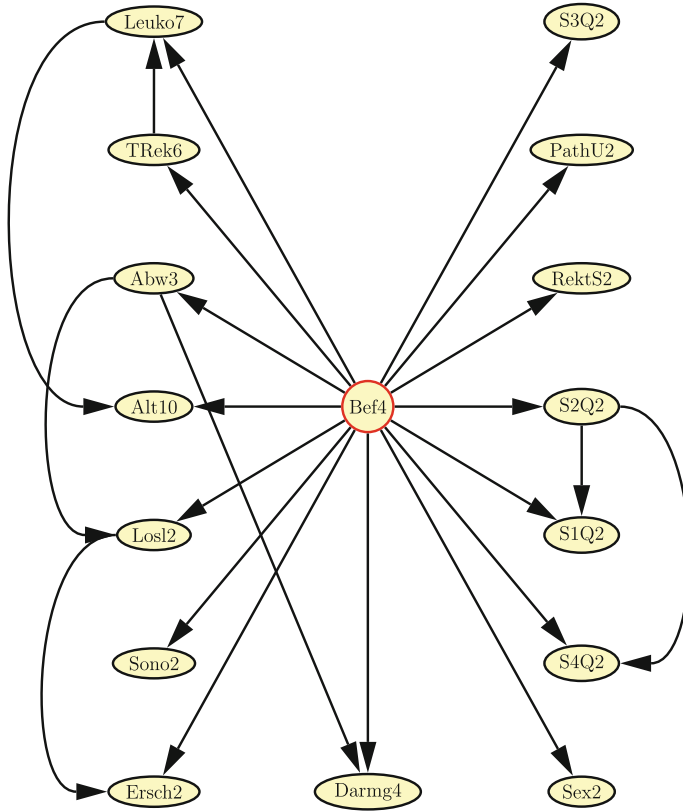 Leuko7
S3Q2
TRek6
PathU2
Abw3
RektS2
Alt10
Bef4
S2Q2
Losl2
S1Q2
Sono2
S4Q2
Ersch2
Darmg4
Sex2